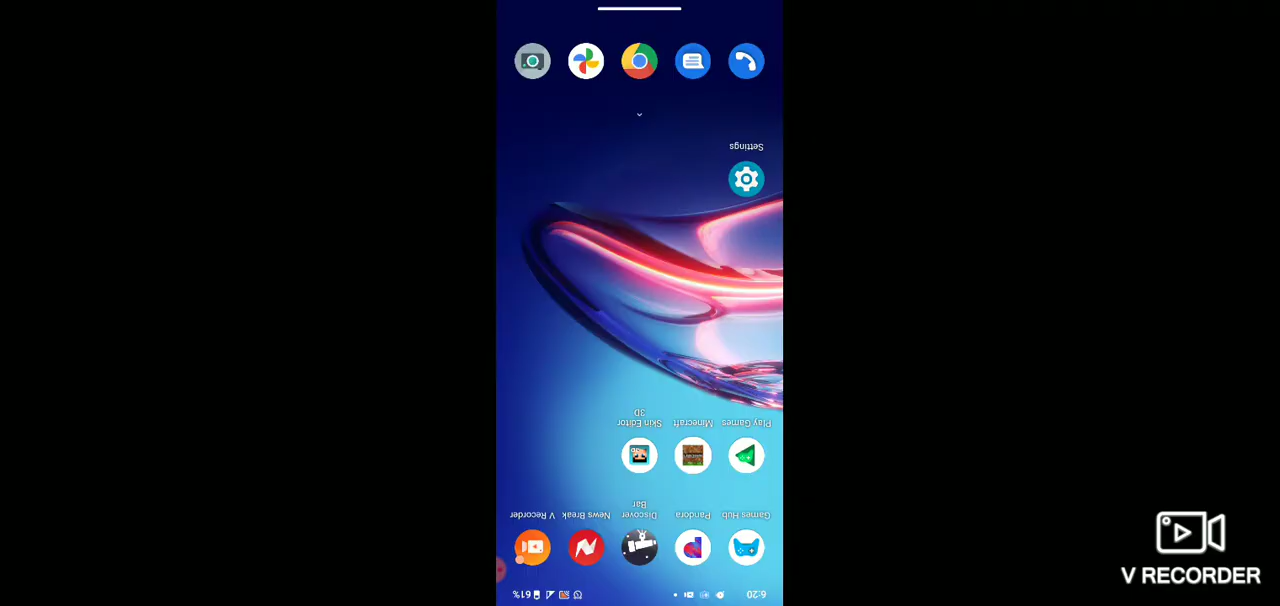 6:20
61%
Games Hub
Pandora
Discover
Bar
News Break
V Recorder
Play Games
Minecraft
Skin Editor
3D
Settings
V RECORDER